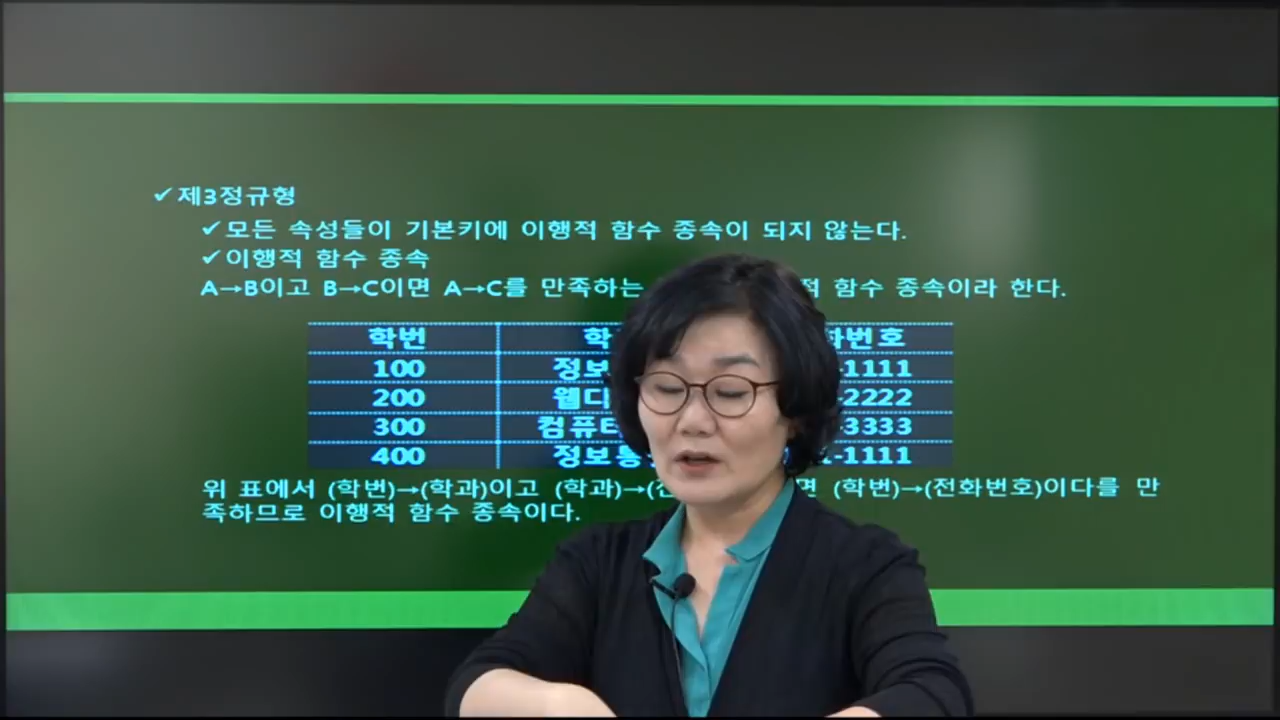 ✓ 제3정규형
✓ 모든 속성들이 기본키에 이행적 함수 종속이 되지 않는다.
✓ 이행적 함수 종속
A→B이고 B→C이면 A→C를 만족하는 함수 종속이라 한다.
학번
100 -1111
200 -2222
300 -3333
400 -1111
위 표에서 (학번)→(학과)이고 (학과)→ (학번)→(전화번호)이다를 만
족하므로 이행적 함수 종속이다.